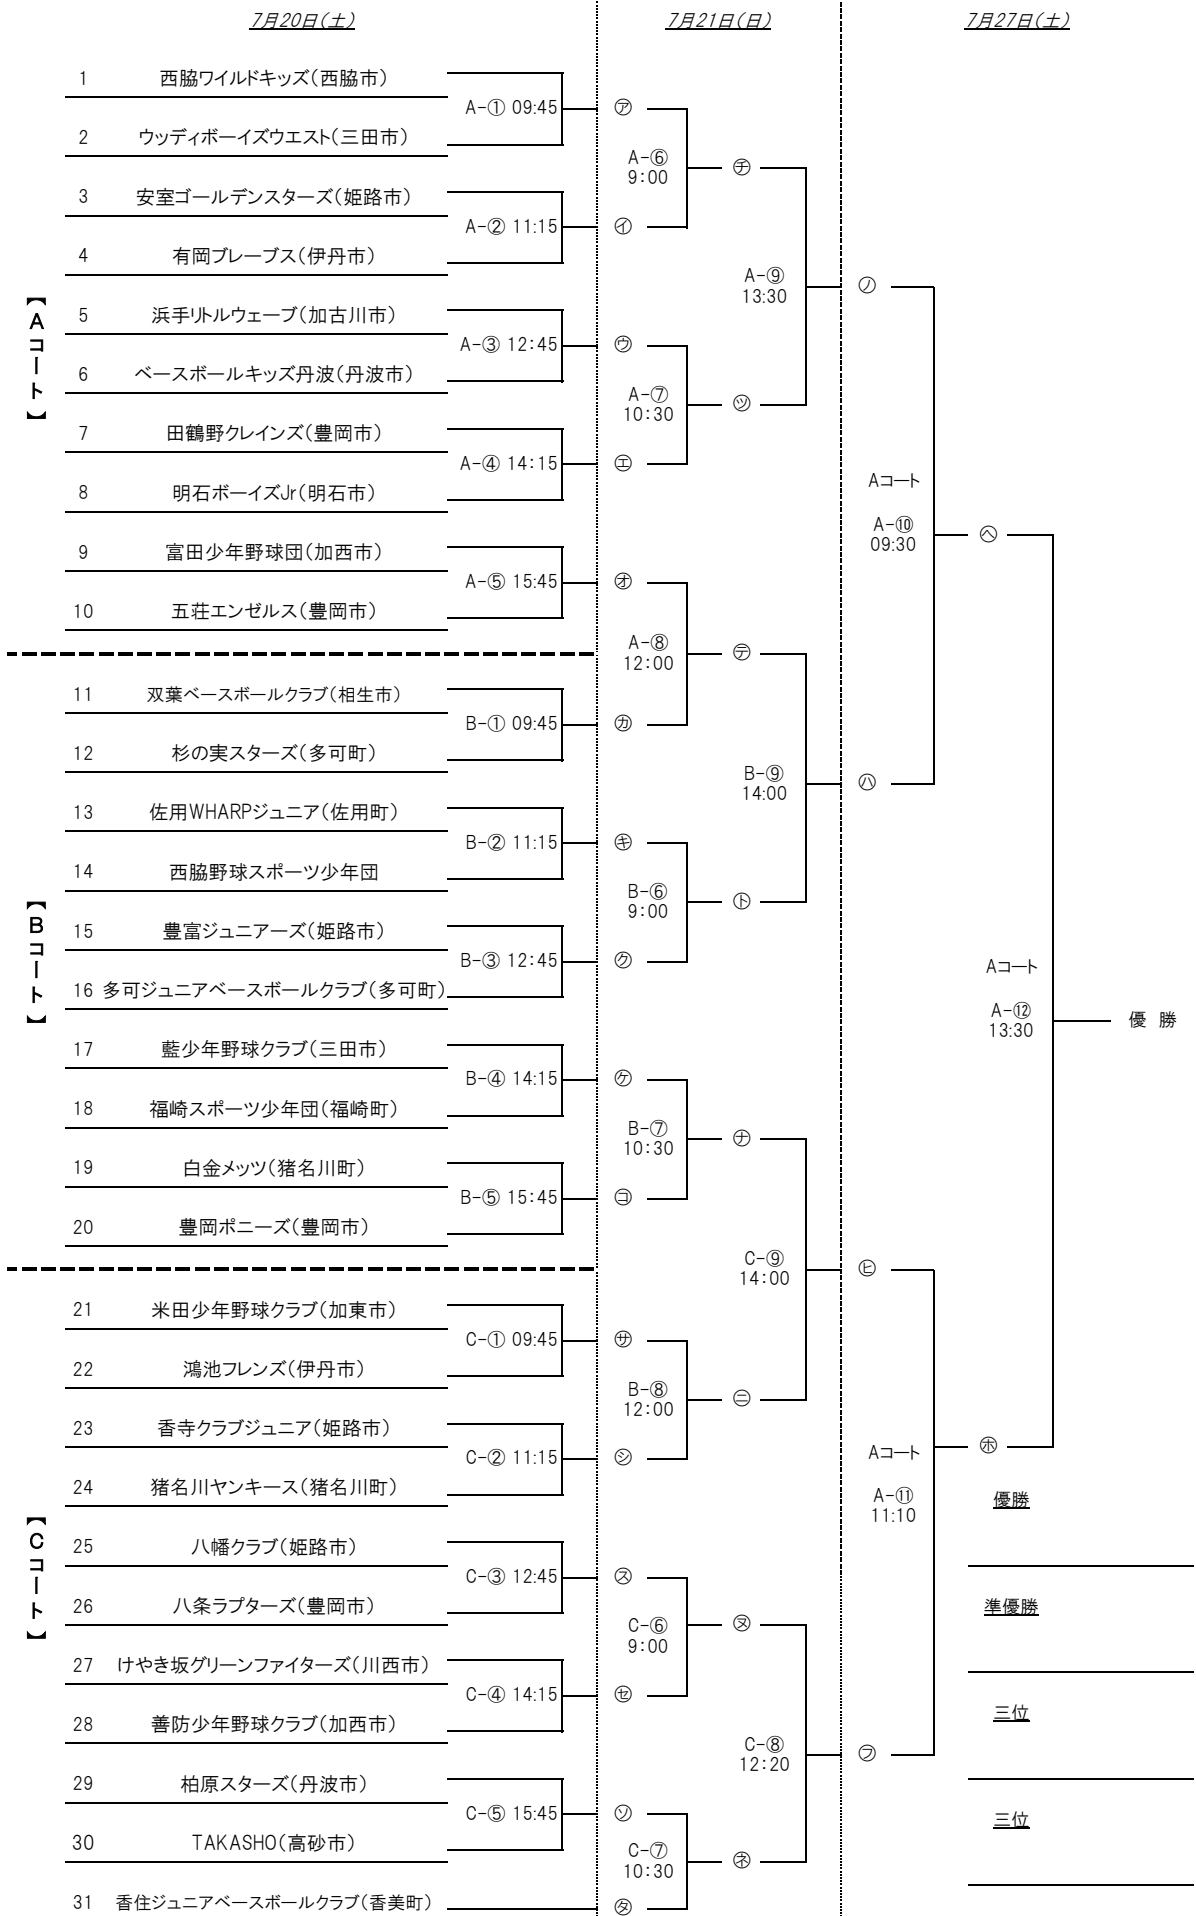 7月20日(土)
7月21日(日)
7月27日(土)
【Aコート】
1 西脇ワイルドキッズ(西脇市)
A-① 09:45
㋐
2 ウッディボーイズウエスト(三田市)
A-⑥
9:00
㋠
3 安室ゴールデンスターズ(姫路市)
A-② 11:15
㋑
4 有岡ブレーブス(伊丹市)
A-⑨
13:30
㋨
5 浜手リトルウェーブ(加古川市)
A-③ 12:45
㋒
6 ベースボールキッズ丹波(丹波市)
A-⑦
10:30
㋡
7 田鶴野クレインズ(豊岡市)
A-④ 14:15
㋓
8 明石ボーイズJr(明石市)
Aコート
A-⑩
09:30
㋬
9 富田少年野球団(加西市)
A-⑤ 15:45
㋔
10 五荘エンゼルス(豊岡市)
A-⑧
12:00
㋢
【Bコート】
11 双葉ベースボールクラブ(相生市)
B-① 09:45
㋕
12 杉の実スターズ(多可町)
B-⑨
14:00
㋩
13 佐用WHARPジュニア(佐用町)
B-② 11:15
㋖
14 西脇野球スポーツ少年団
B-⑥
9:00
㋣
15 豊富ジュニアーズ(姫路市)
B-③ 12:45
㋗
16 多可ジュニアベースボールクラブ(多可町)
Aコート
A-⑫
13:30
優 勝
17 藍少年野球クラブ(三田市)
B-④ 14:15
㋘
18 福崎スポーツ少年団(福崎町)
B-⑦
10:30
㋤
19 白金メッツ(猪名川町)
B-⑤ 15:45
㋙
20 豊岡ポニーズ(豊岡市)
C-⑨
14:00
㋪
【Cコート】
21 米田少年野球クラブ(加東市)
C-① 09:45
㋚
22 鴻池フレンズ(伊丹市)
B-⑧
12:00
㋥
23 香寺クラブジュニア(姫路市)
C-② 11:15
㋛
24 猪名川ヤンキース(猪名川町)
Aコート
A-⑪
11:10
㋭
優勝
25 八幡クラブ(姫路市)
C-③ 12:45
㋜
26 八条ラプターズ(豊岡市)
C-⑥
9:00
㋦
準優勝
27 けやき坂グリーンファイターズ(川西市)
C-④ 14:15
㋝
28 善防少年野球クラブ(加西市)
三位
C-⑧
12:20
㋫
29 柏原スターズ(丹波市)
C-⑤ 15:45
㋞
30 TAKASHO(高砂市)
C-⑦
10:30
㋧
三位
31 香住ジュニアベースボールクラブ(香美町)
㋟